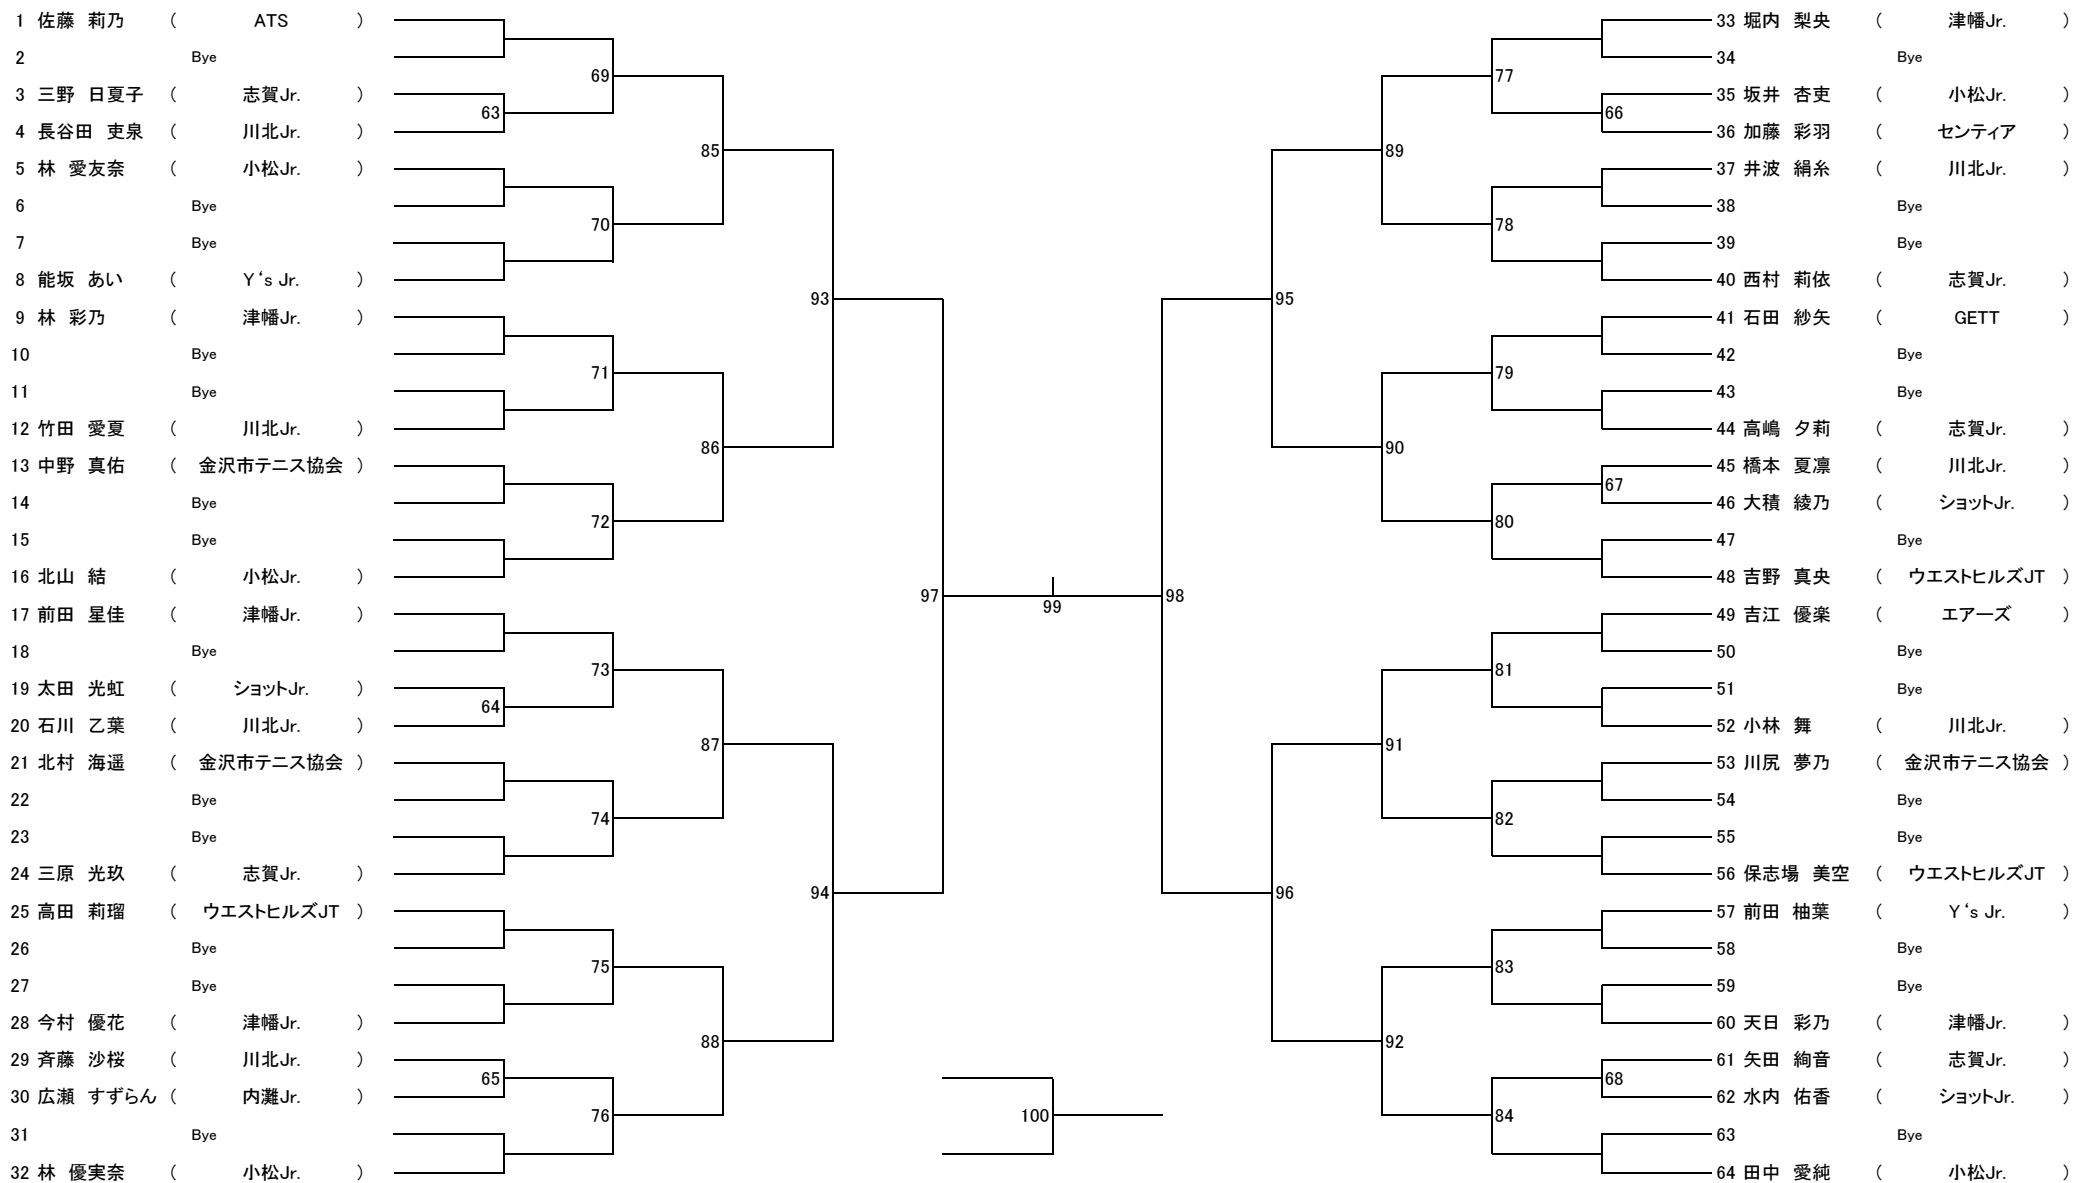 1 佐藤 莉乃 ( ATS )
2 Bye
69
3 三野 日夏子 ( 志賀Jr. )
63
4 長谷田 吏泉 ( 川北Jr. )
85
5 林 愛友奈 ( 小松Jr. )
6 Bye
70
7 Bye
8 能坂 あい ( Y‘s Jr. )
93
9 林 彩乃 ( 津幡Jr. )
10 Bye
71
11 Bye
12 竹田 愛夏 ( 川北Jr. )
86
13 中野 真佑 ( 金沢市テニス協会 )
14 Bye
72
15 Bye
16 北山 結 ( 小松Jr. )
97
17 前田 星佳 ( 津幡Jr. )
18 Bye
73
19 太田 光虹 ( ショットJr. )
64
20 石川 乙葉 ( 川北Jr. )
87
21 北村 海遥 ( 金沢市テニス協会 )
22 Bye
74
23 Bye
24 三原 光玖 ( 志賀Jr. )
94
25 高田 莉瑠 ( ウエストヒルズJT )
26 Bye
75
27 Bye
28 今村 優花 ( 津幡Jr. )
88
29 斉藤 沙桜 ( 川北Jr. )
65
30 広瀬 すずらん ( 内灘Jr. )
76
31 Bye
32 林 優実奈 ( 小松Jr. )
99
100
33 堀内 梨央 ( 津幡Jr. )
34 Bye
77
35 坂井 杏吏 ( 小松Jr. )
66
36 加藤 彩羽 ( センティア )
89
37 井波 絹糸 ( 川北Jr. )
38 Bye
78
39 Bye
40 西村 莉依 ( 志賀Jr. )
95
41 石田 紗矢 ( GETT )
42 Bye
79
43 Bye
44 高嶋 夕莉 ( 志賀Jr. )
90
45 橋本 夏凛 ( 川北Jr. )
67
46 大積 綾乃 ( ショットJr. )
80
47 Bye
48 吉野 真央 ( ウエストヒルズJT )
98
49 吉江 優楽 ( エアーズ )
50 Bye
81
51 Bye
52 小林 舞 ( 川北Jr. )
91
53 川尻 夢乃 ( 金沢市テニス協会 )
54 Bye
82
55 Bye
56 保志場 美空 ( ウエストヒルズJT )
96
57 前田 柚葉 ( Y‘s Jr. )
58 Bye
83
59 Bye
60 天日 彩乃 ( 津幡Jr. )
92
61 矢田 絢音 ( 志賀Jr. )
68
62 水内 佑香 ( ショットJr. )
84
63 Bye
64 田中 愛純 ( 小松Jr. )